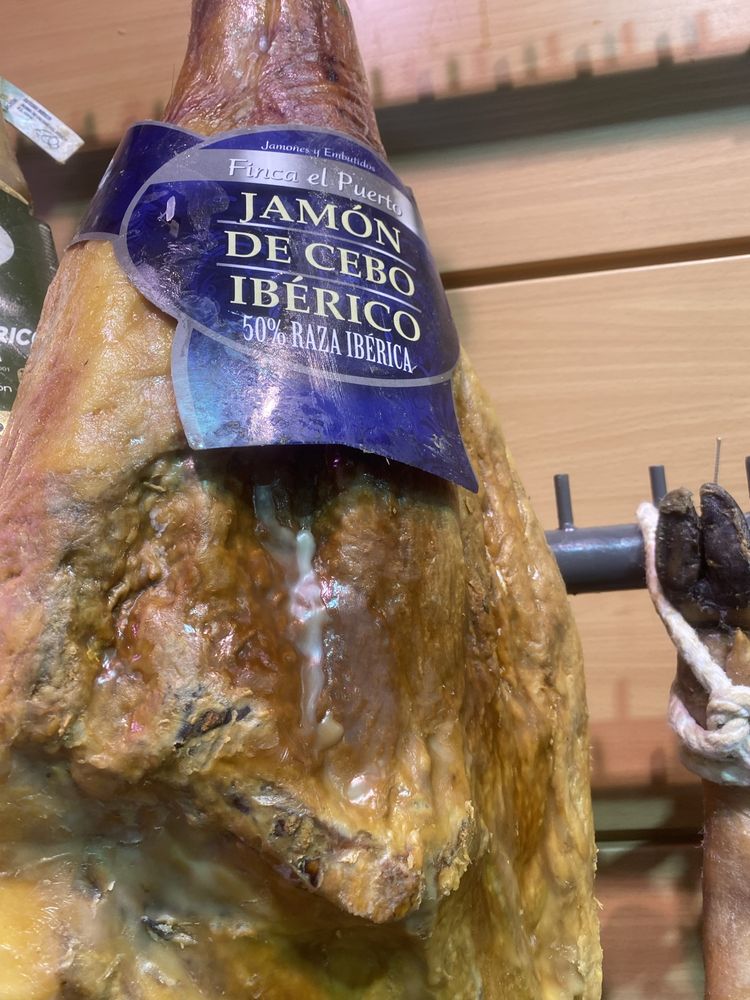 Jamones y Embutidos
Finca el Puerto
JAMÓN
DE CEBO
IBÉRICO
50% RAZA IBÉRICA